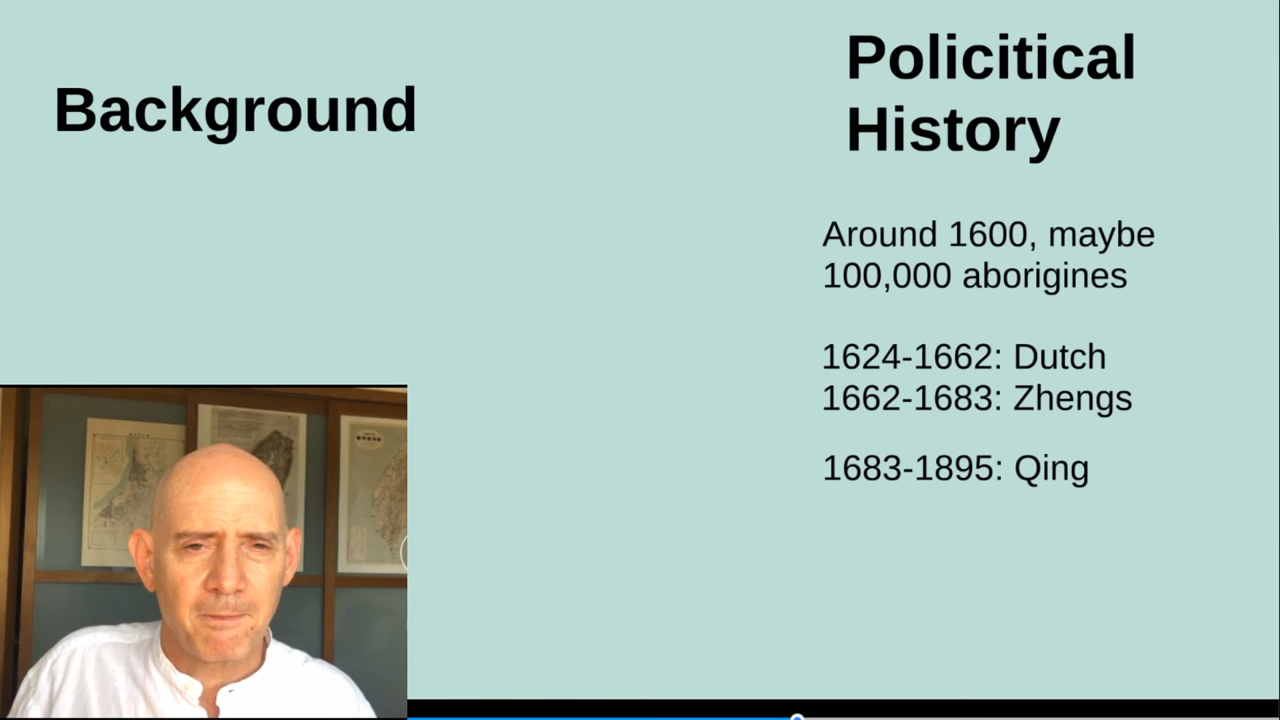 Background
Policitical
History
Around 1600, maybe
100,000 aborigines
1624-1662: Dutch
1662-1683: Zhengs
1683-1895: Qing